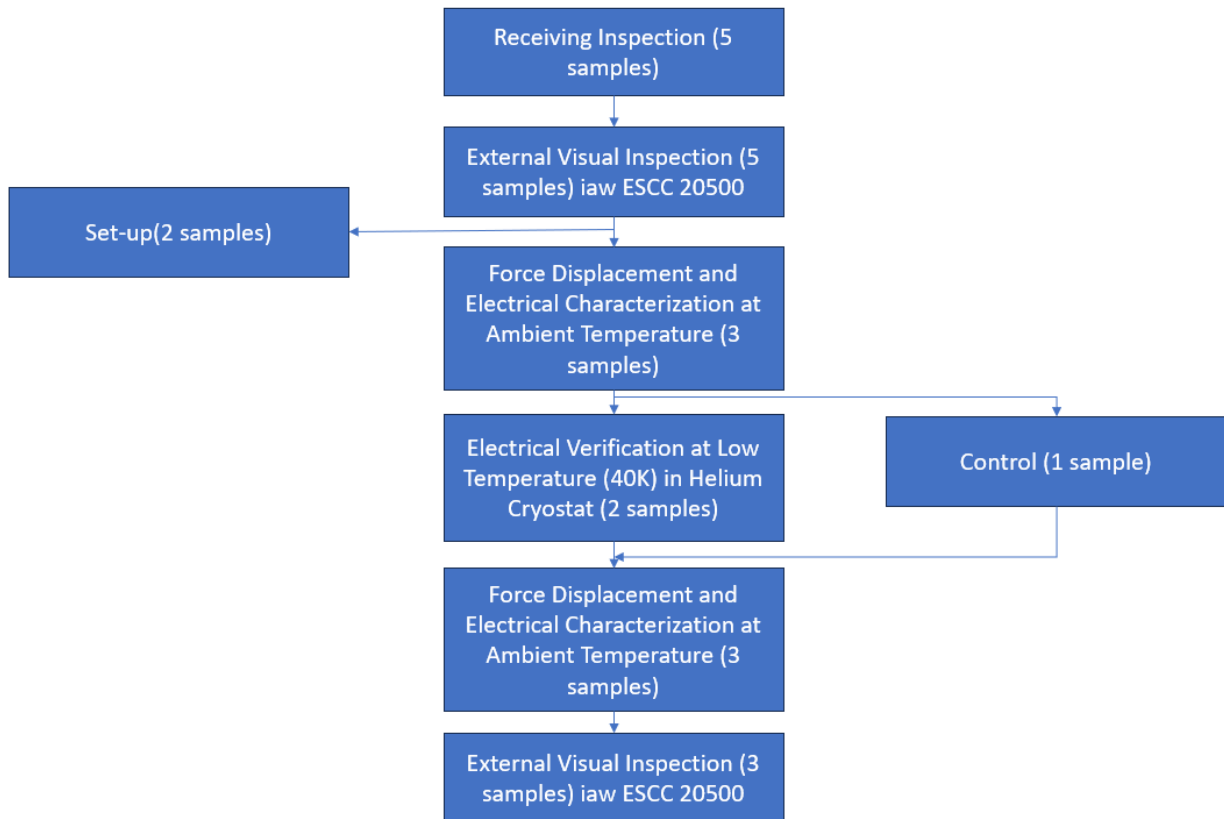 Receiving Inspection (5
samples)
External Visual Inspection (5
samples) iaw ESCC 20500
Set-up(2 samples)
Force Displacement and
Electrical Characterization at
Ambient Temperature (3
samples)
Electrical Verification at Low
Temperature (40K) in Helium
Cryostat (2 samples)
Control (1 sample)
Force Displacement and
Electrical Characterization at
Ambient Temperature (3
samples)
External Visual Inspection (3
samples) iaw ESCC 20500